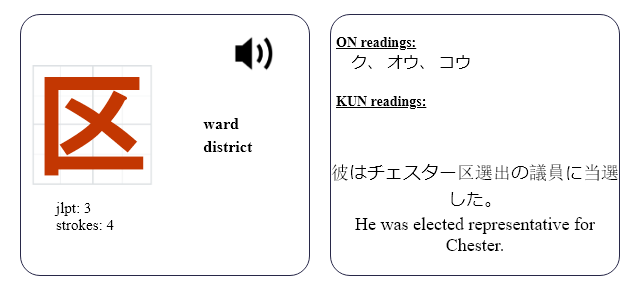 区
ward
district
jlpt: 3
strokes: 4
ON readings:
ク、 オウ、 コウ
KUN readings:
彼はチェスター区選出の議員に当選
した。
He was elected representative for
Chester.